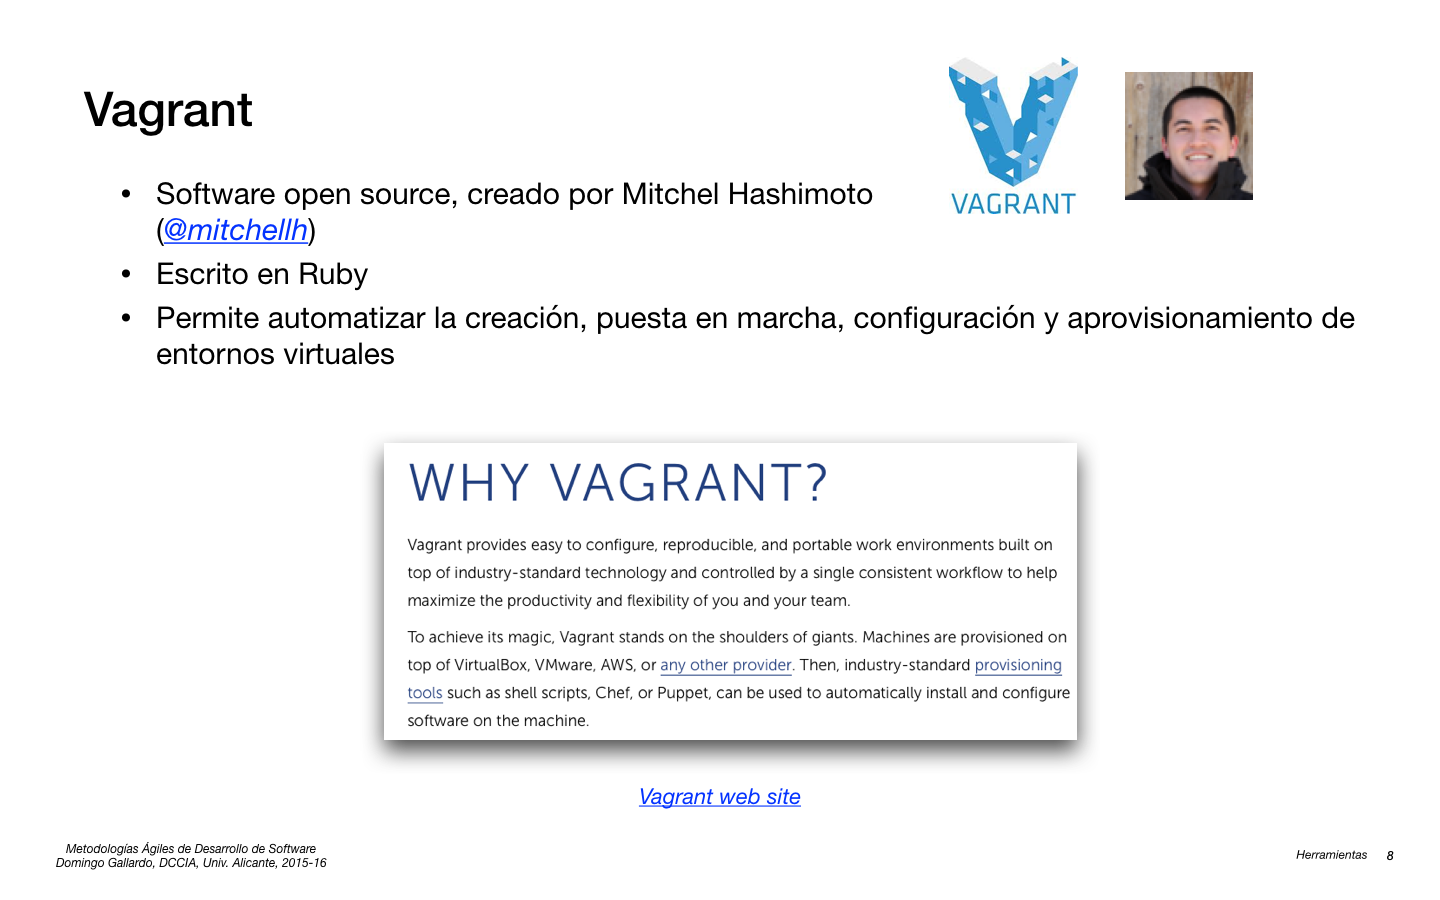 Vagrant
VAGRANT
• Software open source, creado por Mitchel Hashimoto
(@mitchellh)
• Escrito en Ruby
• Permite automatizar la creación, puesta en marcha, configuración y aprovisionamiento de
entornos virtuales
WHY VAGRANT?
Vagrant provides easy to configure, reproducible, and portable work environments built on
top of industry-standard technology and controlled by a single consistent workflow to help
maximize the productivity and flexibility of you and your team.
To achieve its magic, Vagrant stands on the shoulders of giants. Machines are provisioned on
top of VirtualBox, VMware, AWS, or any other provider. Then, industry-standard provisioning
tools such as shell scripts, Chef, or Puppet, can be used to automatically install and configure
software on the machine.
Vagrant web site
Metodologías Ágiles de Desarrollo de Software
Domingo Gallardo, DCCIA, Univ. Alicante, 2015-16
Herramientas 8